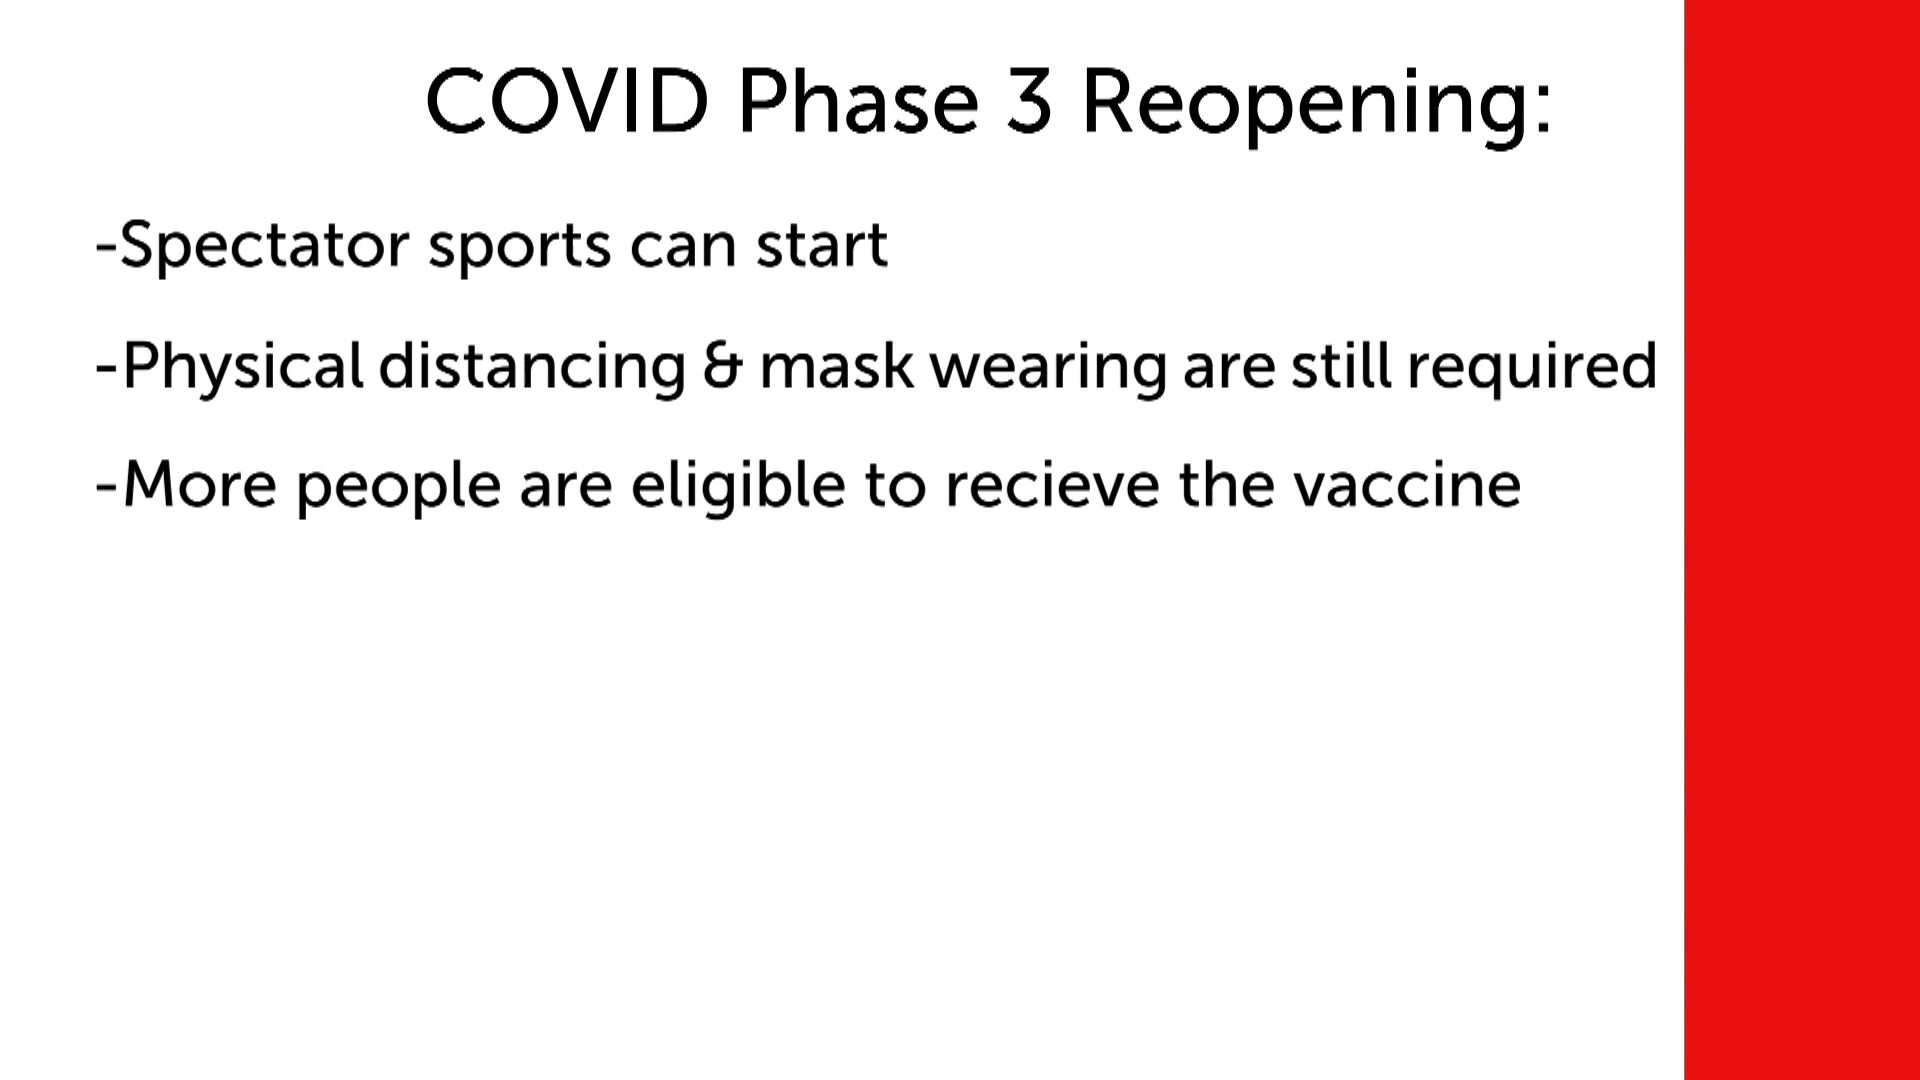 COVID Phase 3 Reopening:
-Spectator sports can start
-Physical distancing & mask wearing are still required
-More people are eligible to recieve the vaccine